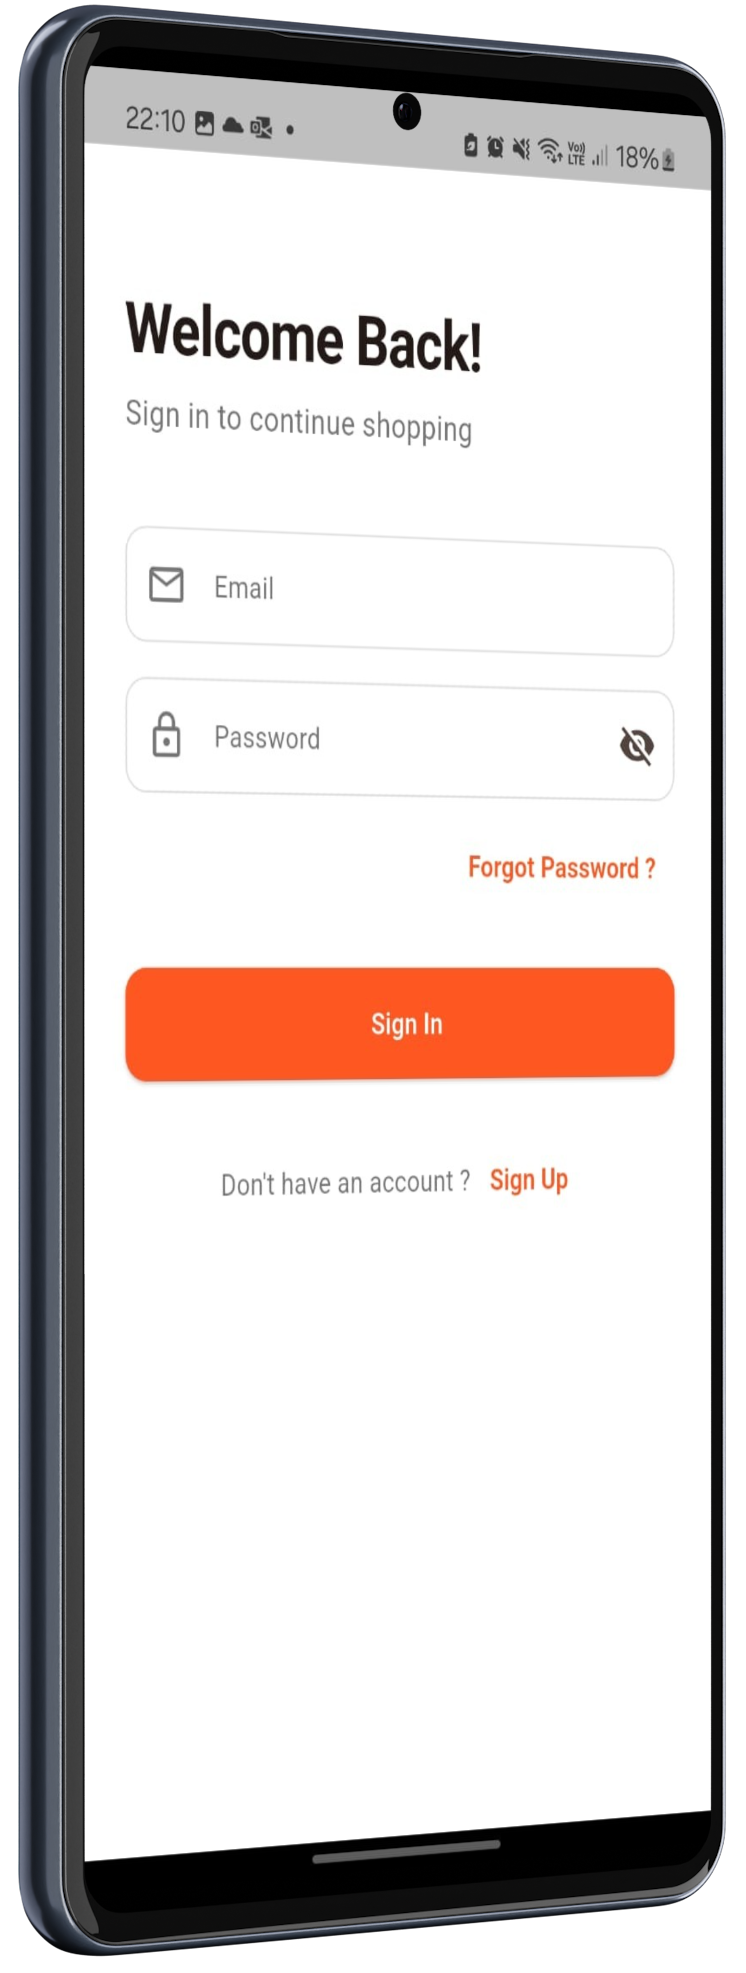 22:10 Vo)) LTE 18%
Welcome Back!
Sign in to continue shopping
Email
Password
Forgot Password ?
Sign In
Don't have an account ? Sign Up